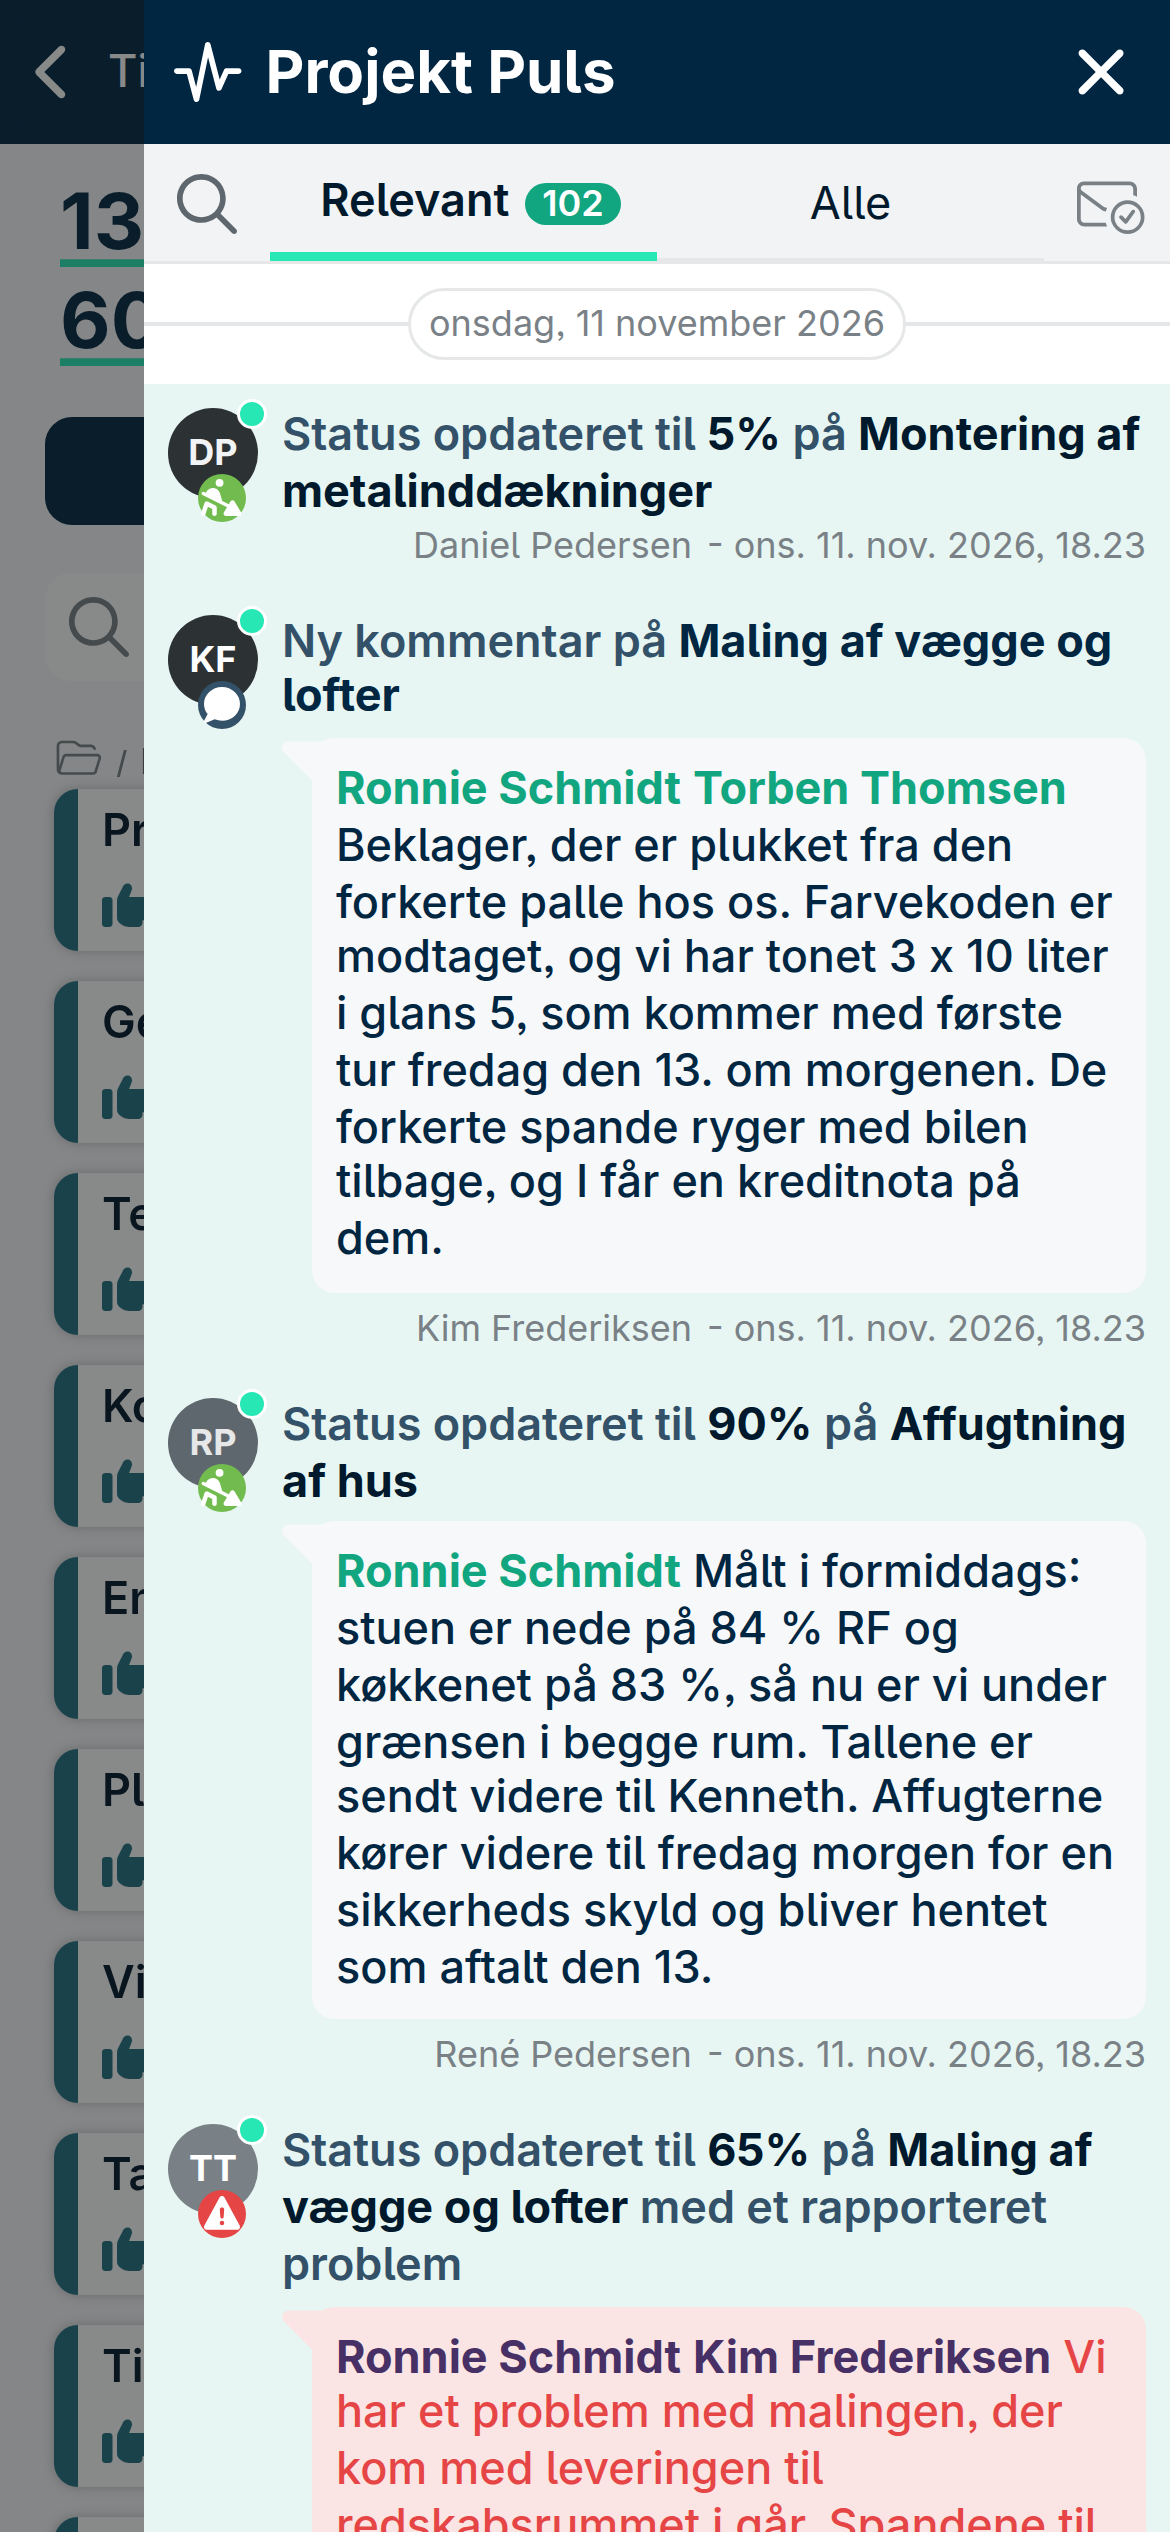 Projekt Puls
Relevant 102
Alle
onsdag, 11 november 2026
DP
Status opdateret til 5% på Montering af
metalinddækninger
Daniel Pedersen - ons. 11. nov. 2026, 18.23
KF
Ny kommentar på Maling af vægge og
lofter
Ronnie Schmidt Torben Thomsen
Beklager, der er plukket fra den
forkerte palle hos os. Farvekoden er
modtaget, og vi har tonet 3 x 10 liter
i glans 5, som kommer med første
tur fredag den 13. om morgenen. De
forkerte spande ryger med bilen
tilbage, og I får en kreditnota på
dem.
Kim Frederiksen - ons. 11. nov. 2026, 18.23
RP
Status opdateret til 90% på Affugtning
af hus
Ronnie Schmidt Målt i formiddags:
stuen er nede på 84 % RF og
køkkenet på 83 %, så nu er vi under
grænsen i begge rum. Tallene er
sendt videre til Kenneth. Affugterne
kører videre til fredag morgen for en
sikkerheds skyld og bliver hentet
som aftalt den 13.
René Pedersen - ons. 11. nov. 2026, 18.23
TT
Status opdateret til 65% på Maling af
vægge og lofter med et rapporteret
problem
Ronnie Schmidt Kim Frederiksen Vi
har et problem med malingen, der
kom med leveringen til
redskabsrummet i går. Spandene til